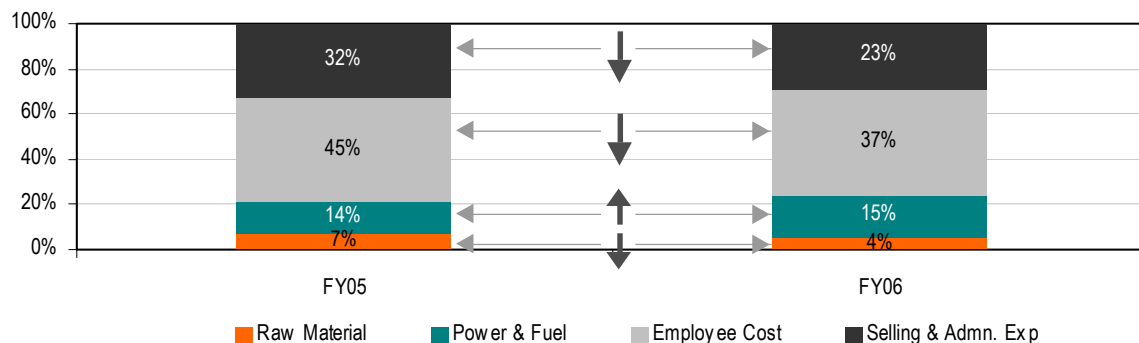 100%
80%
60%
40%
20%
0%
32%
45%
14%
7%
23%
37%
15%
4%
FY05
FY06
Raw Material
Power & Fuel
Employee Cost
Selling & Admn. Exp